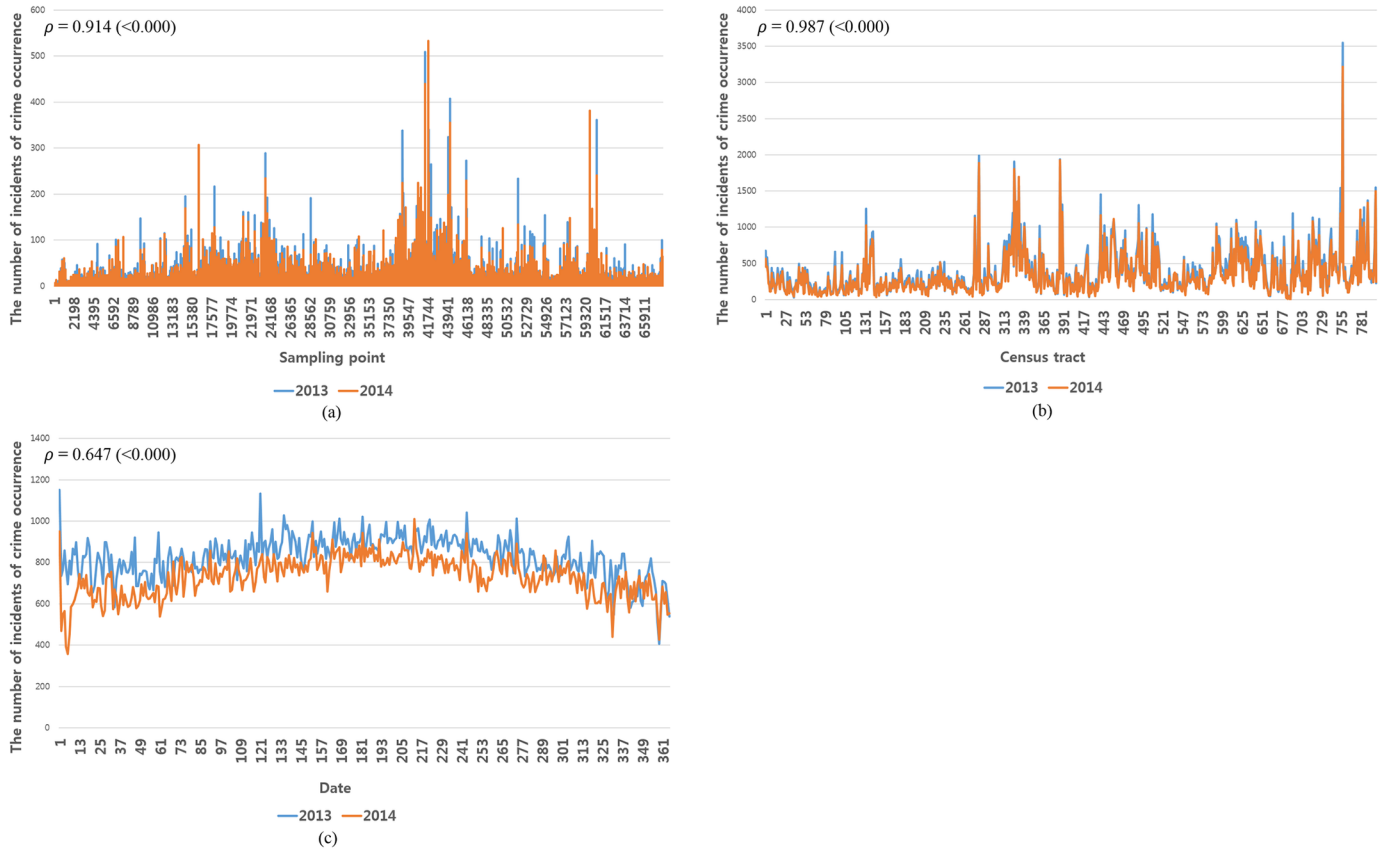 The number of incidents of crime occurrence
ρ = 0.914 (<0.000)
600
500
400
300
200
100
0
1 2198 4395 6592 8789 10986 13183 15380 17577 19774 21971 24168 26365 28562 30759 32956 35153 37350 39547 41744 43941 46138 48335 50532 52729 54926 57123 59320 61517 63714 65911
Sampling point
2013 2014
(a)
The number of incidents of crime occurrence
ρ = 0.987 (<0.000)
4000
3500
3000
2500
2000
1500
1000
500
0
1 27 53 79 105 131 157 183 209 235 261 287 313 339 365 391 417 443 469 495 521 547 573 599 625 651 677 703 729 755 781
Census tract
2013 2014
(b)
The number of incidents of crime occurrence
ρ = 0.647 (<0.000)
1400
1200
1000
800
600
400
200
0
1 13 25 37 49 61 73 85 97 109 121 133 145 157 169 181 193 205 217 229 241 253 265 277 289 301 313 325 337 349 361
Date
2013 2014
(c)